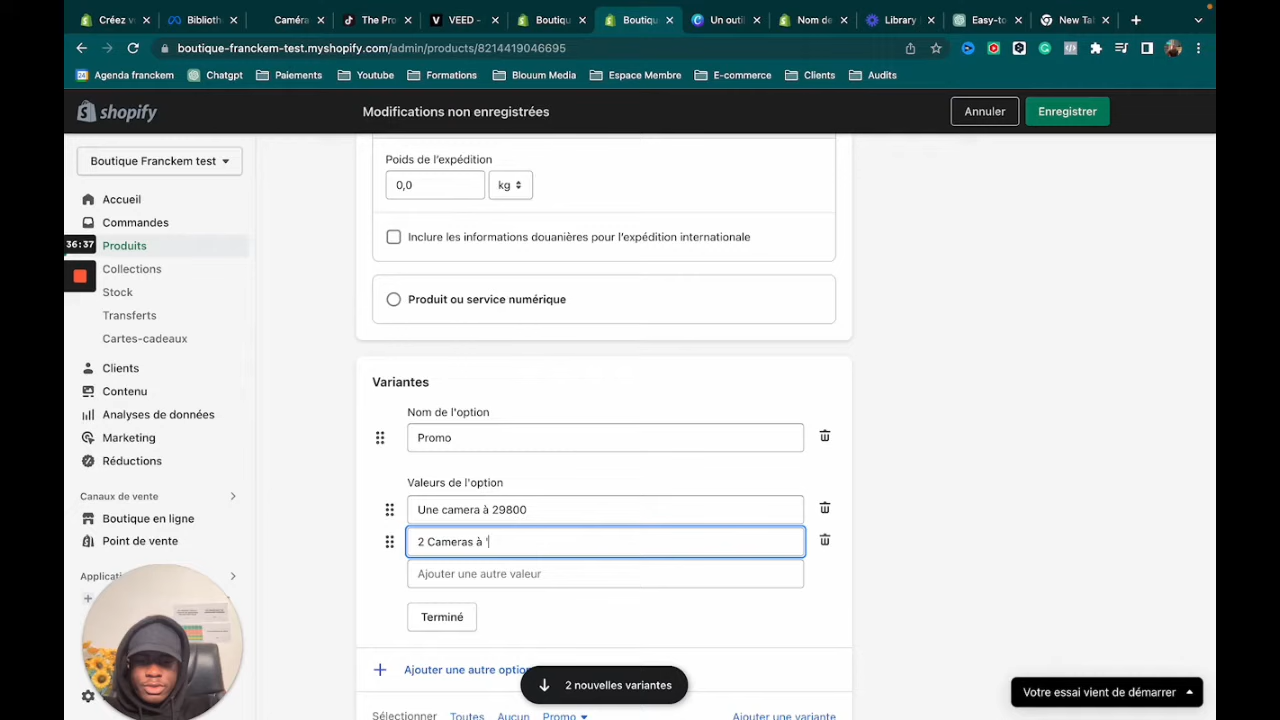 Créez vo
Biblioth
Camér
The Pro
VEED -
Boutiqu
Boutiqu
Un outil
Nom de
Library
Easy-to
New Tab
boutique-franckem-test.myshopify.com/admin/products/8214419046695
Agenda franckem
Chatgpt
Paiements
Youtube
Formations
Blouum Media
Espace Membre
E-commerce
Clients
Audits
shopify
Modifications non enregistrées
Annuler
Enregistrer
Boutique Franckem test
Accueil
Commandes
36:37
Produits
Collections
Stock
Transferts
Cartes-cadeaux
Clients
Contenu
Analyses de données
Marketing
Réductions
Canaux de vente
Boutique en ligne
Point de vente
Applicati
Poids de l'expédition
0,0
kg
Inclure les informations douanières pour l'expédition internationale
Produit ou service numérique
Variantes
Nom de l'option
Promo
Valeurs de l'option
Une camera à 29800
2 Cameras à '
Ajouter une autre valeur
Terminé
Ajouter une autre option
2 nouvelles variantes
Sélectionner Toutes Aucun Promo
Ajouter une variante
Votre essai vient de démarrer